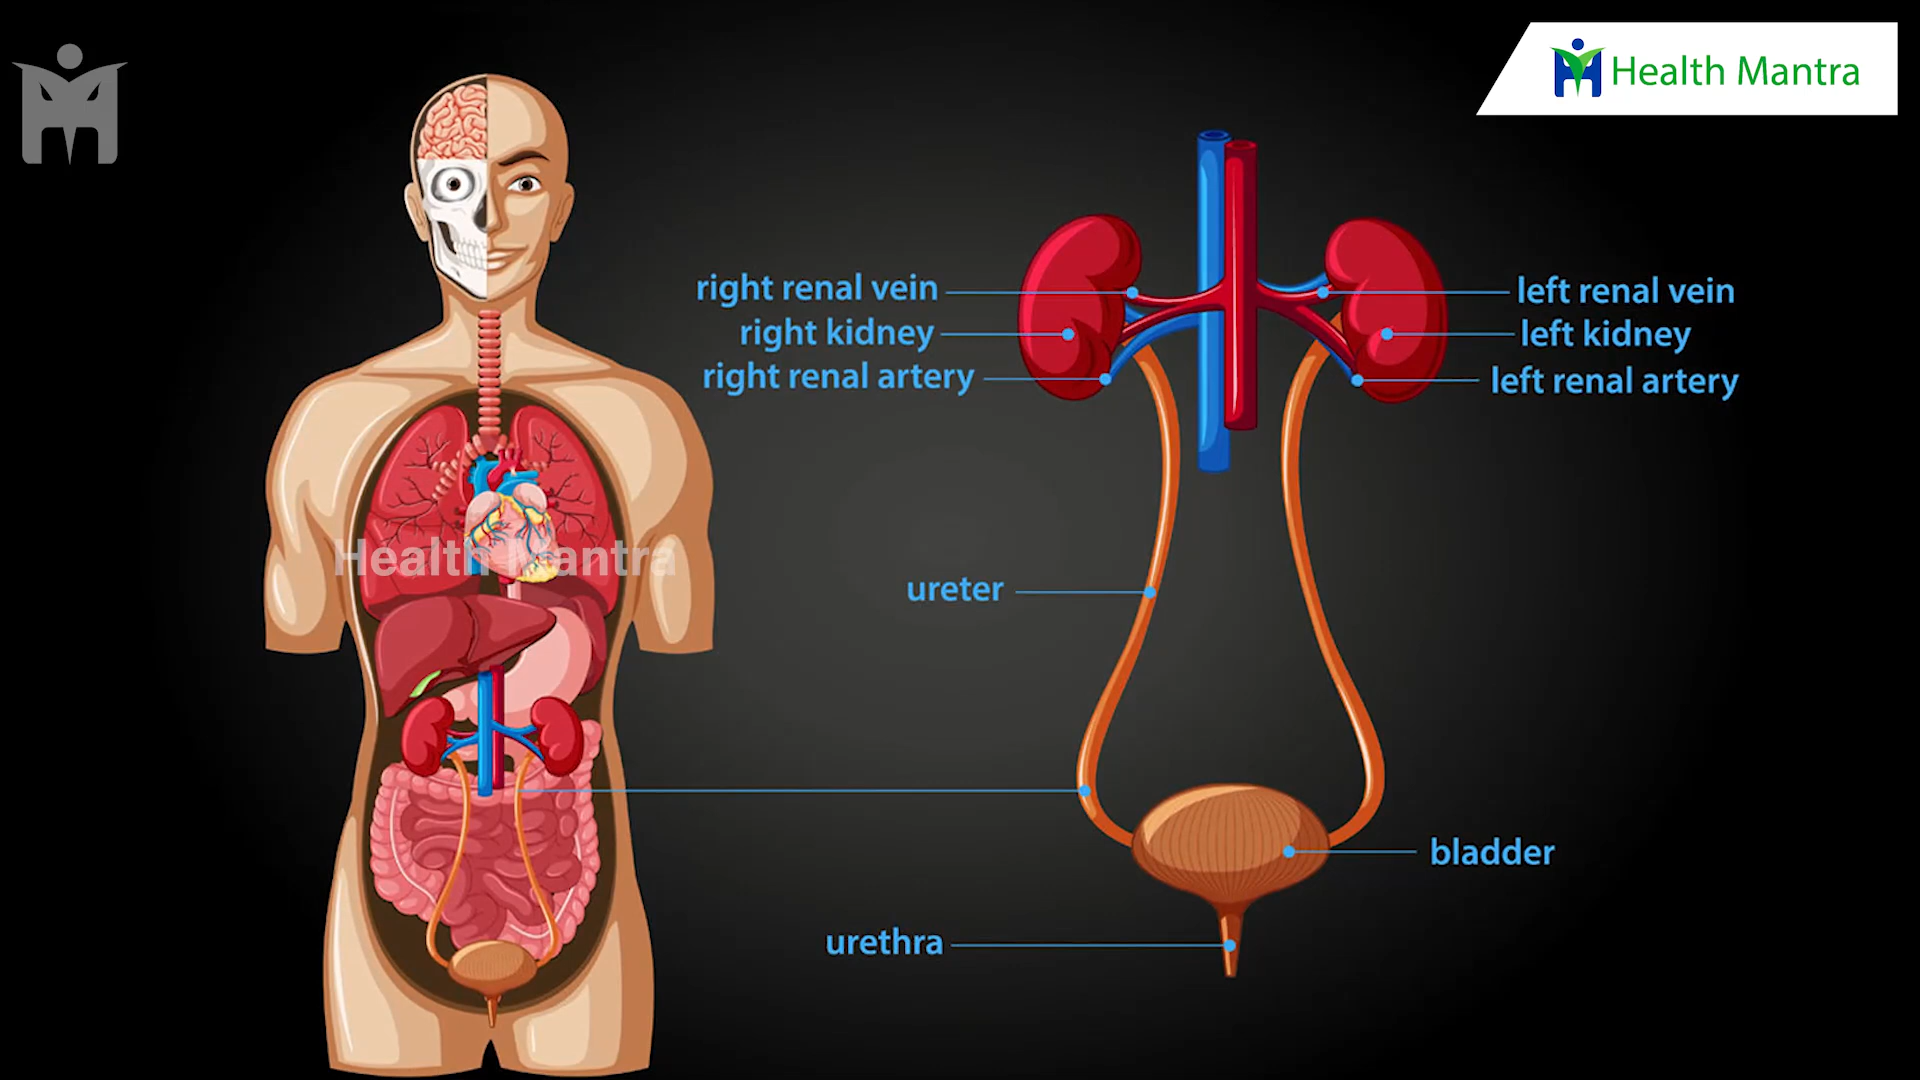 Health Mantra
right renal vein
right kidney
right renal artery
left renal vein
left kidney
left renal artery
Health Mantra
ureter
bladder
urethra